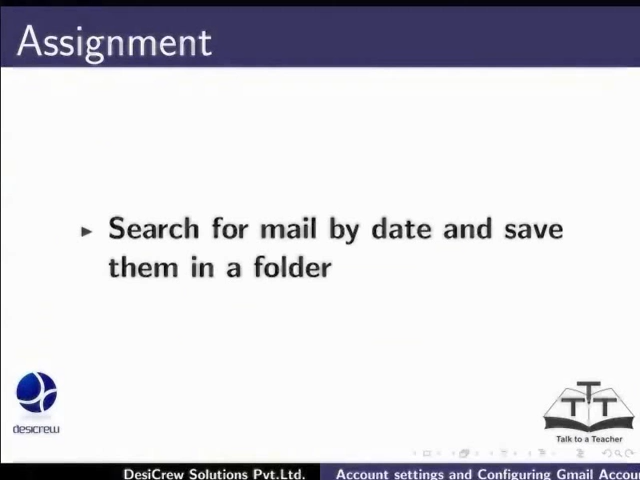 Assignment
Search for mail by date and save
them in a folder
desicrew
TTT
Talk to a Teacher
DesiCrew Solutions Pvt.Ltd.
Account settings and Configuring Gmail Accou